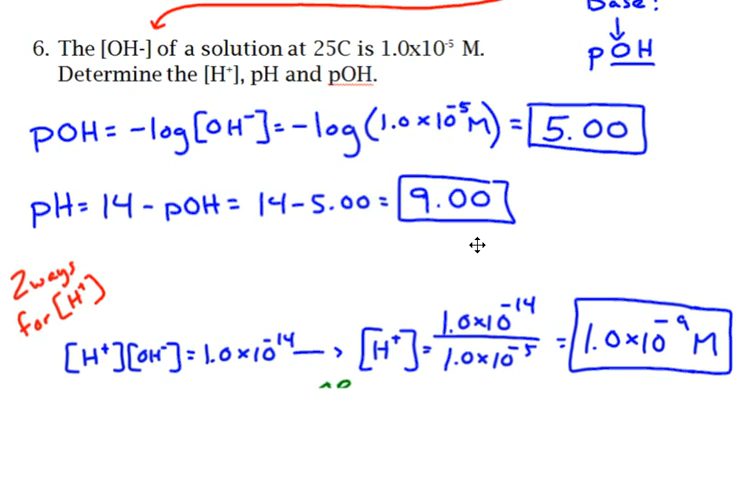 Base:
↓
pOH
6. The [OH-] of a solution at 25C is 1.0x10⁻⁵ M.
Determine the [H⁺], pH and pOH.
pOH = -log[OH⁻] = -log(1.0×10⁻⁵M) = 5.00
pH = 14 - pOH = 14 - 5.00 = 9.00
2 ways
for [H⁺]
[H⁺][OH⁻] = 1.0×10⁻¹⁴ → [H⁺] = 1.0×10⁻¹⁴ / 1.0×10⁻⁵ = 1.0×10⁻⁹ M